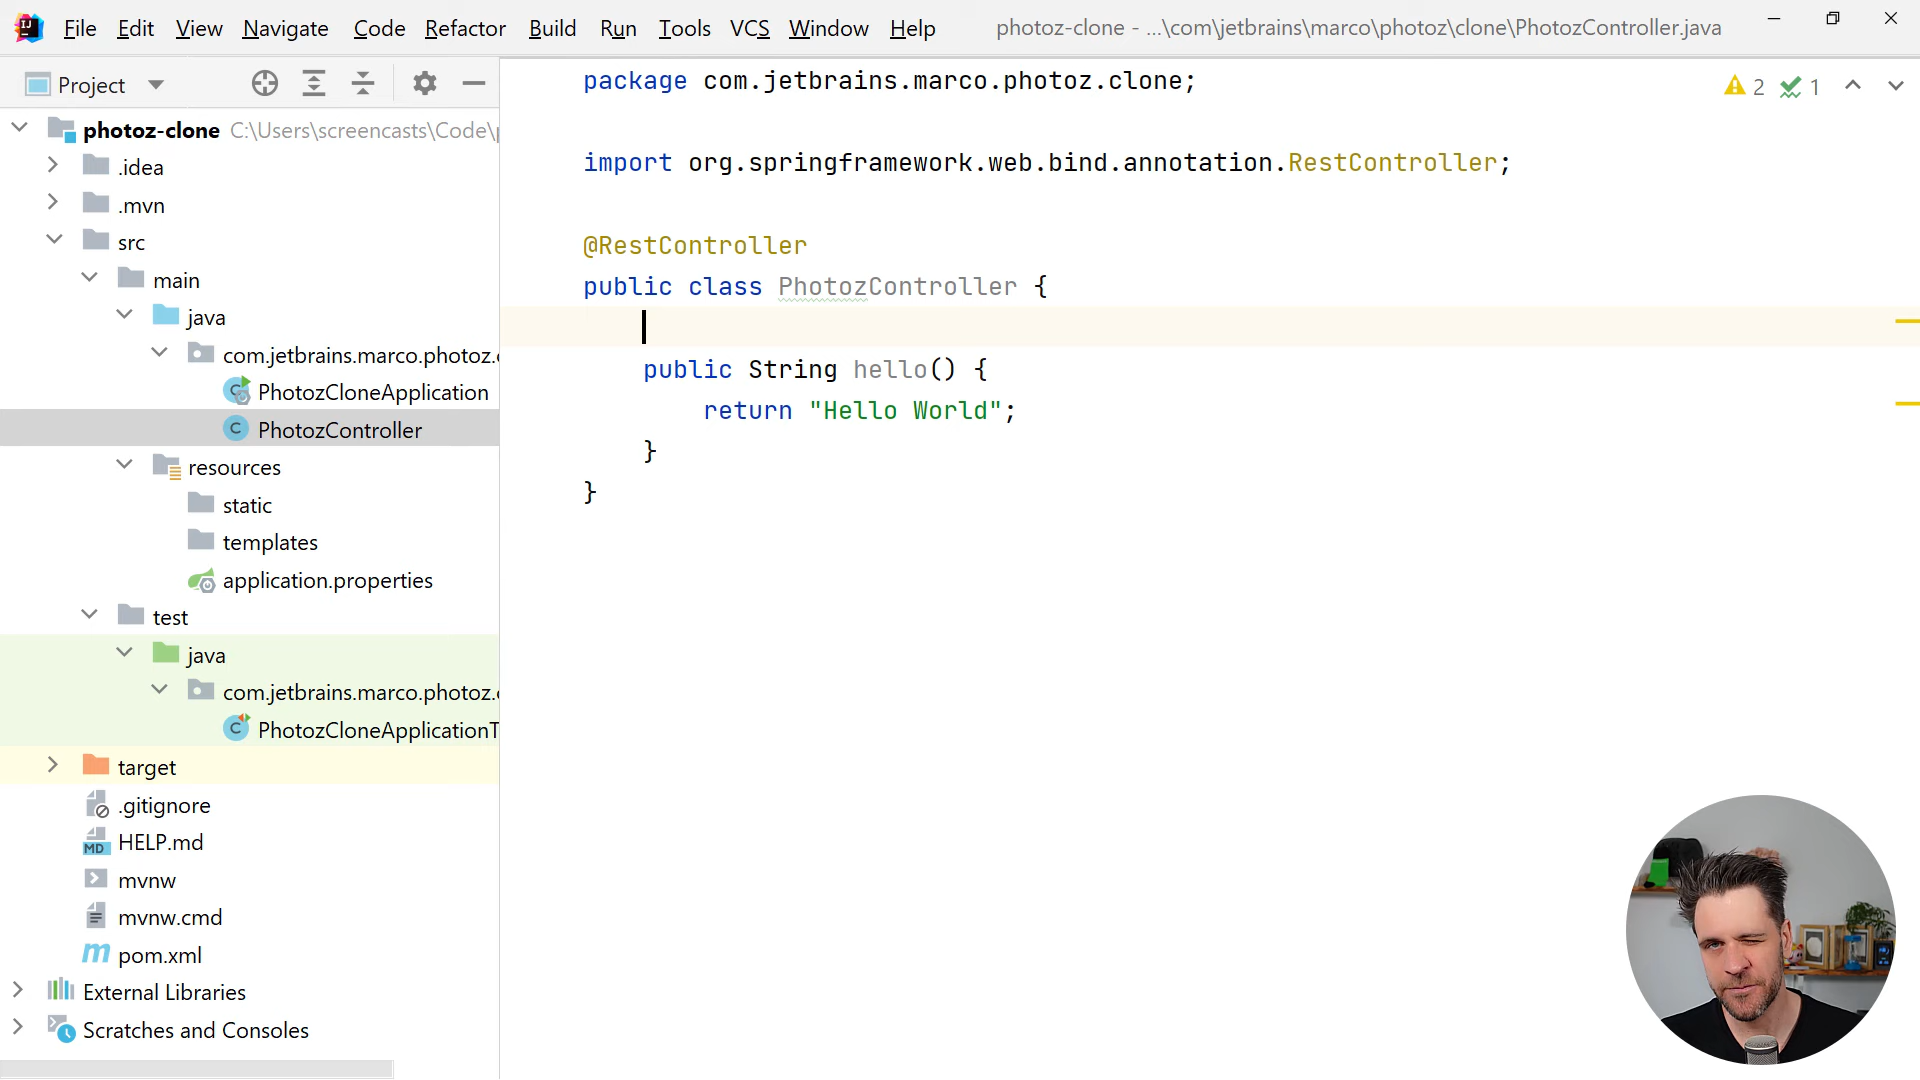 File Edit View Navigate Code Refactor Build Run Tools VCS Window Help photoz-clone - ...\com\jetbrains\marco\photoz\clone\PhotozController.java
Project
photoz-clone C:\Users\screencasts\Code\
.idea
.mvn
src
main
java
com.jetbrains.marco.photoz.
PhotozCloneApplication
PhotozController
resources
static
templates
application.properties
test
java
com.jetbrains.marco.photoz.
PhotozCloneApplicationT
target
.gitignore
HELP.md
mvnw
mvnw.cmd
pom.xml
External Libraries
Scratches and Consoles
package com.jetbrains.marco.photoz.clone;
2 1
import org.springframework.web.bind.annotation.RestController;
@RestController
public class PhotozController {
public String hello() {
return "Hello World";
}
}